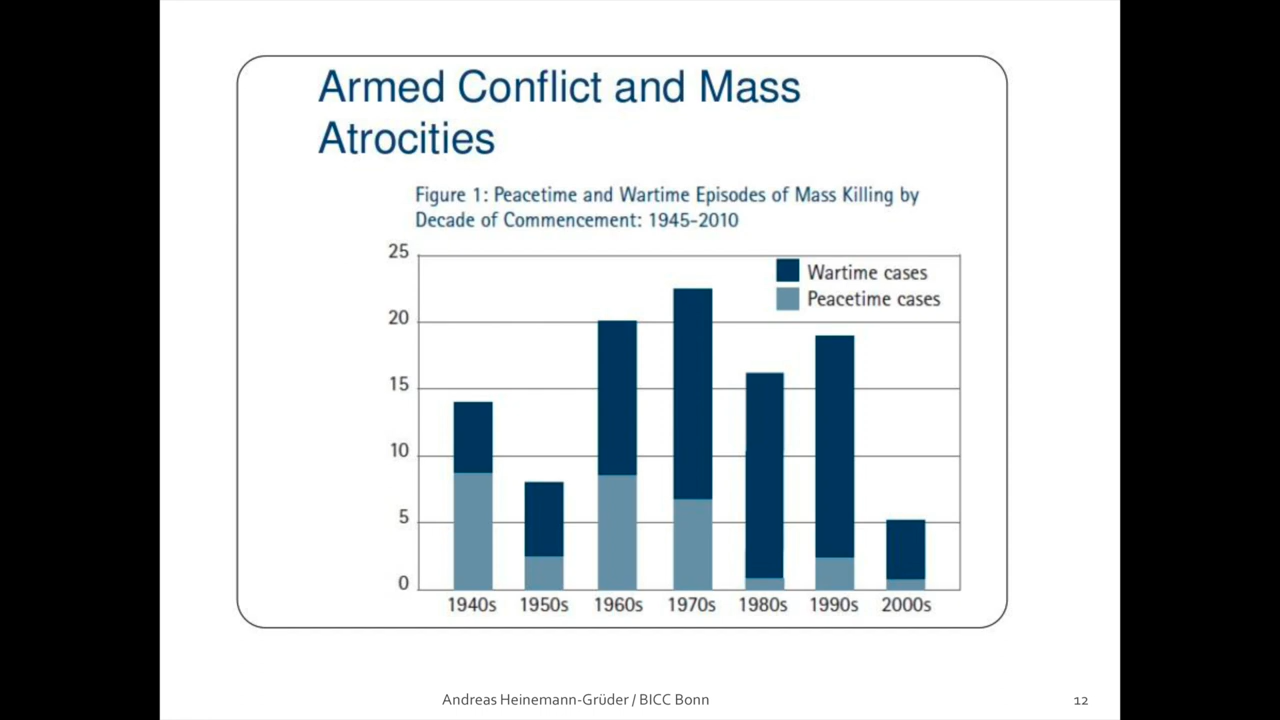 Armed Conflict and Mass
Atrocities
Figure 1: Peacetime and Wartime Episodes of Mass Killing by
Decade of Commencement: 1945-2010
25
Wartime cases
Peacetime cases
20
15
10
5
0
1940s 1950s 1960s 1970s 1980s 1990s 2000s
Andreas Heinemann-Grüder / BICC Bonn
12